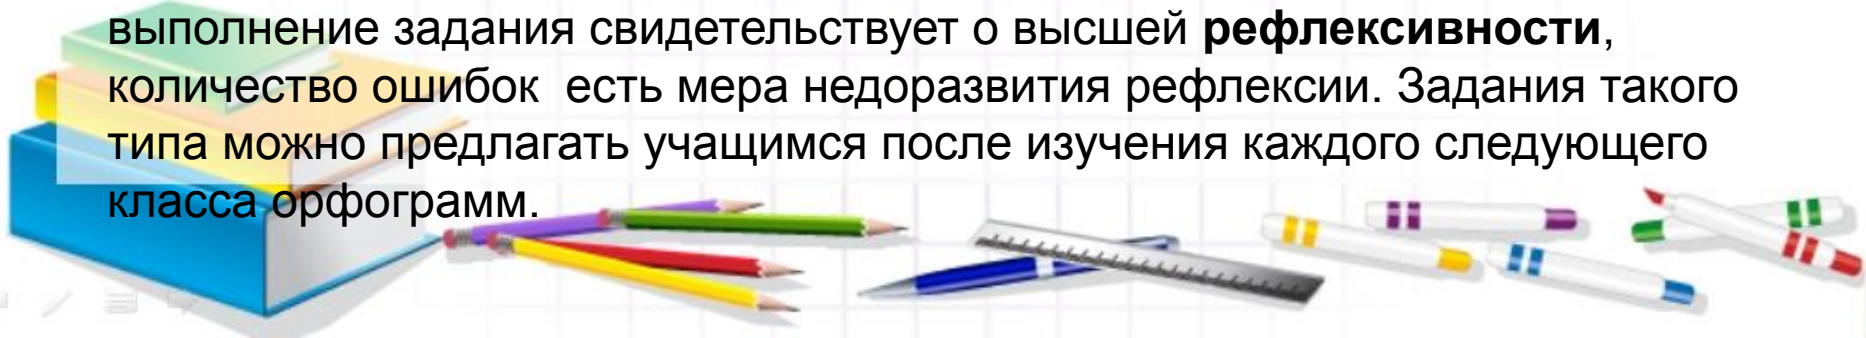 выполнение задания свидетельствует о высшей рефлексивности,
количество ошибок есть мера недоразвития рефлексии. Задания такого
типа можно предлагать учащимся после изучения каждого следующего
класса орфограмм.